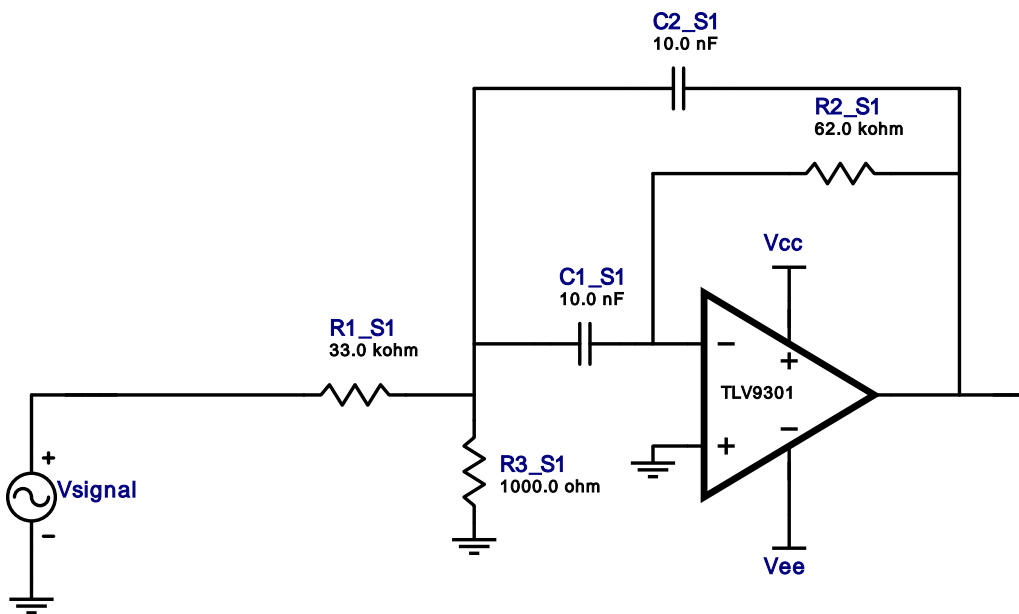 C2_S1
10.0 nF
R2_S1
62.0 kohm
Vcc
C1_S1
10.0 nF
R1_S1
33.0 kohm
−
+
TLV9301
+
−
+
Vsignal
−
R3_S1
1000.0 ohm
Vee